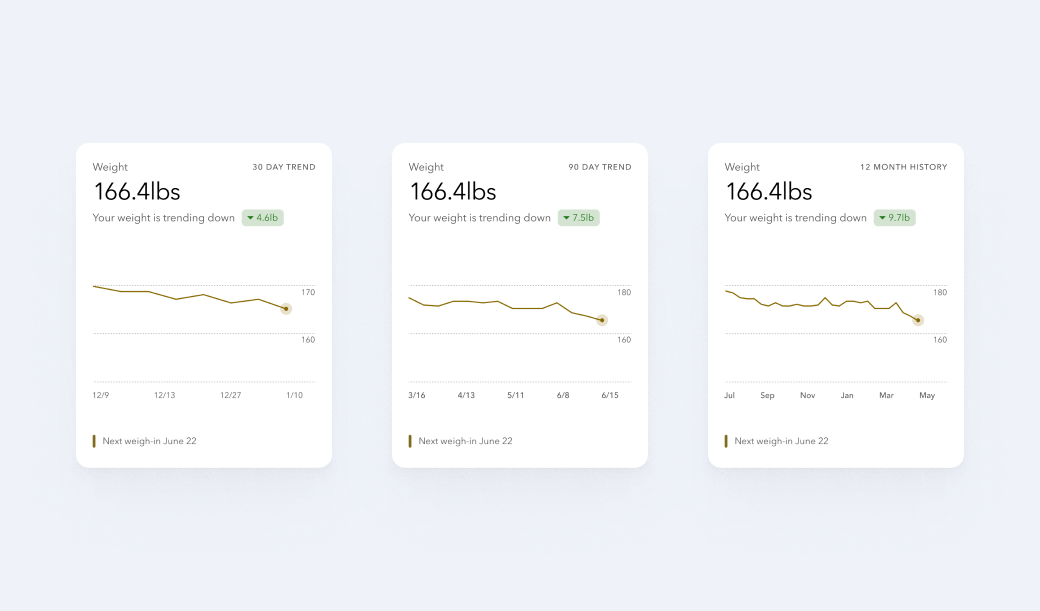 Weight 30 DAY TREND
166.4lbs
Your weight is trending down 4.6lb
170
160
12/9 12/13 12/27 1/10
Next weigh-in June 22
Weight 90 DAY TREND
166.4lbs
Your weight is trending down 7.5lb
180
160
3/16 4/13 5/11 6/8 6/15
Next weigh-in June 22
Weight 12 MONTH HISTORY
166.4lbs
Your weight is trending down 9.7lb
180
160
Jul Sep Nov Jan Mar May
Next weigh-in June 22